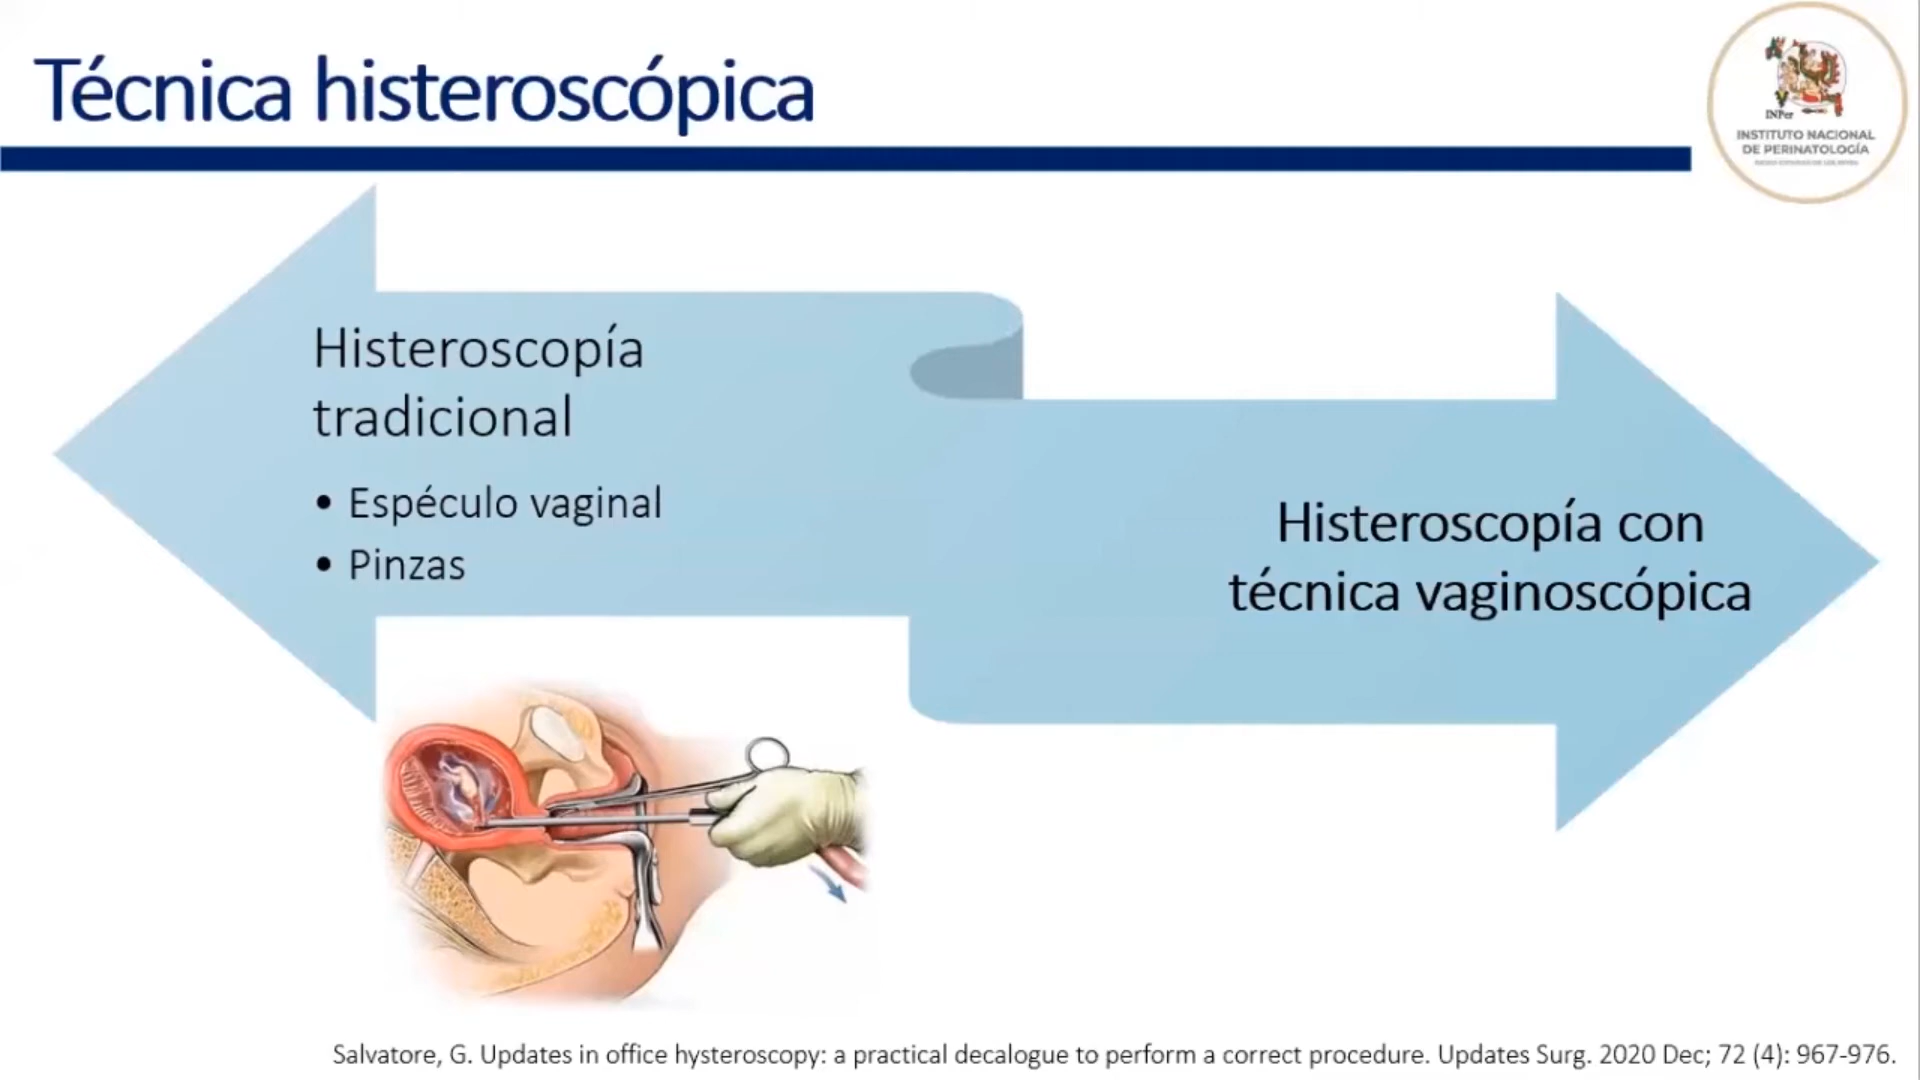 Técnica histeroscópica
INPer
INSTITUTO NACIONAL
DE PERINATOLOGÍA
Histeroscopía
tradicional
• Espéculo vaginal
• Pinzas
Histeroscopía con
técnica vaginoscópica
Salvatore, G. Updates in office hysteroscopy: a practical decalogue to perform a correct procedure. Updates Surg. 2020 Dec; 72 (4): 967-976.